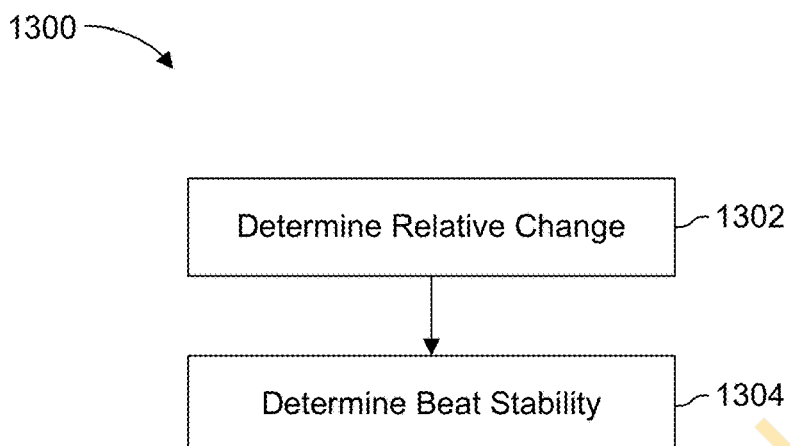 1300
Determine Relative Change
1302
Determine Beat Stability
1304